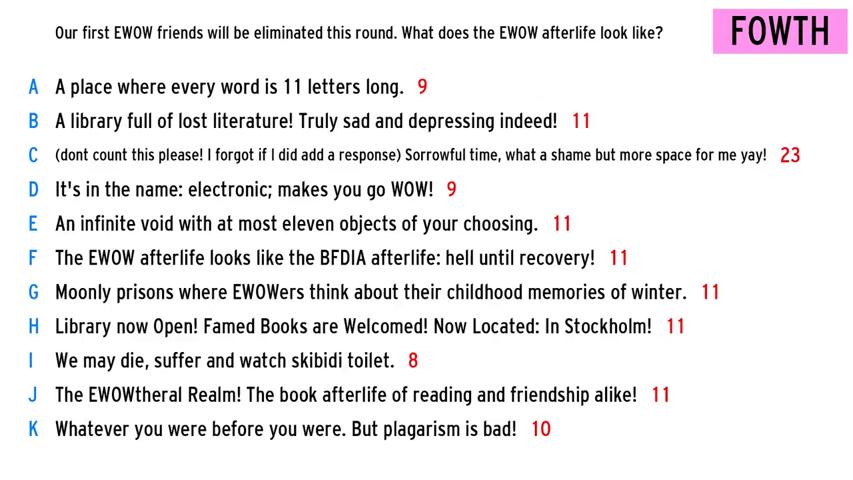 Our first EWOW friends will be eliminated this round. What does the EWOW afterlife look like?
FOWTH
A A place where every word is 11 letters long. 9
B A library full of lost literature! Truly sad and depressing indeed! 11
C (dont count this please! I forgot if I did add a response) Sorrowful time, what a shame but more space for me yay! 23
D It's in the name: electronic; makes you go WOW! 9
E An infinite void with at most eleven objects of your choosing. 11
F The EWOW afterlife looks like the BFDIA afterlife: hell until recovery! 11
G Moonly prisons where EWOWers think about their childhood memories of winter. 11
H Library now Open! Famed Books are Welcomed! Now Located: In Stockholm! 11
I We may die, suffer and watch skibidi toilet. 8
J The EWOWtheral Realm! The book afterlife of reading and friendship alike! 11
K Whatever you were before you were. But plagarism is bad! 10